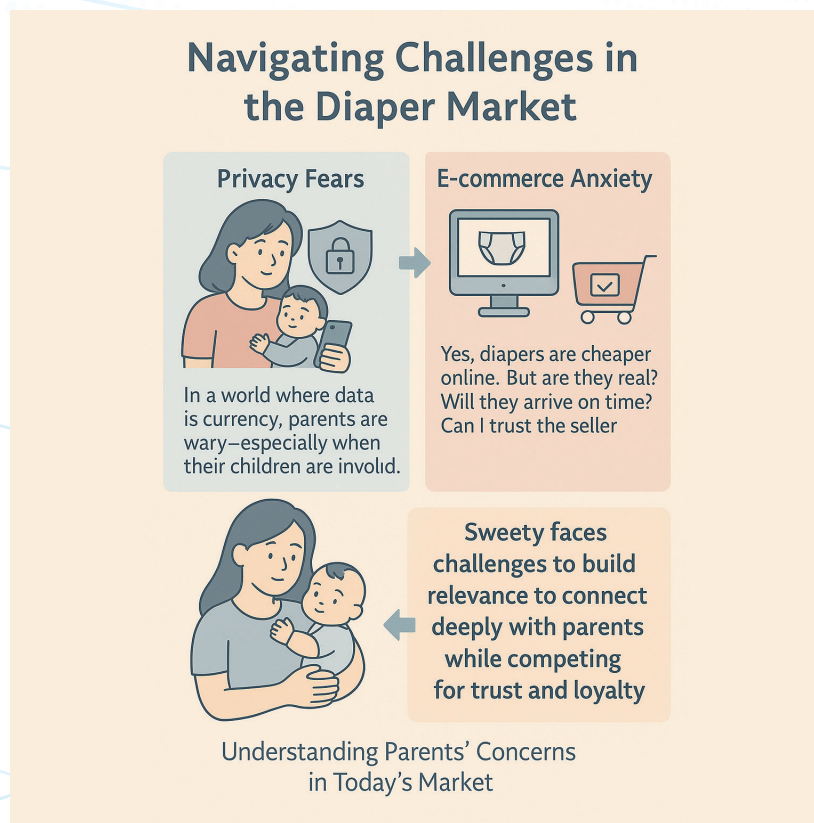 Navigating Challenges in
the Diaper Market
Privacy Fears
In a world where data
is currency, parents are
wary—especially when
their children are involıd.
E-commerce Anxiety
Yes, diapers are cheaper
online. But are they real?
Will they arrive on time?
Can I trust the seller
Sweety faces
challenges to build
relevance to connect
deeply with parents
while competing
for trust and loyalty
Understanding Parents’ Concerns
in Today’s Market